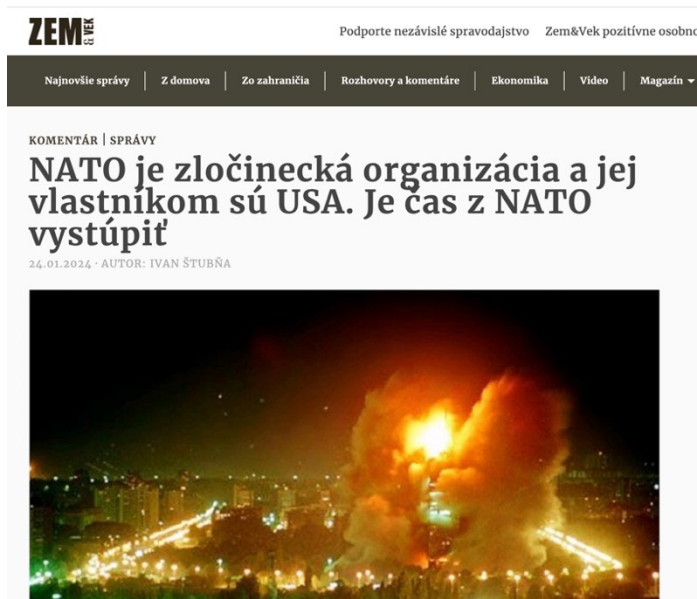 ZEM & VEK
Podporte nezávislé spravodajstvo Zem&Vek pozitívne osobno
Najnovšie správy Z domova Zo zahraničia Rozhovory a komentáre Ekonomika Video Magazín
KOMENTÁR | SPRÁVY
NATO je zločinecká organizácia a jej
vlastníkom sú USA. Je čas z NATO
vystúpiť
24.01.2024 · AUTOR: IVAN ŠTUBŇA